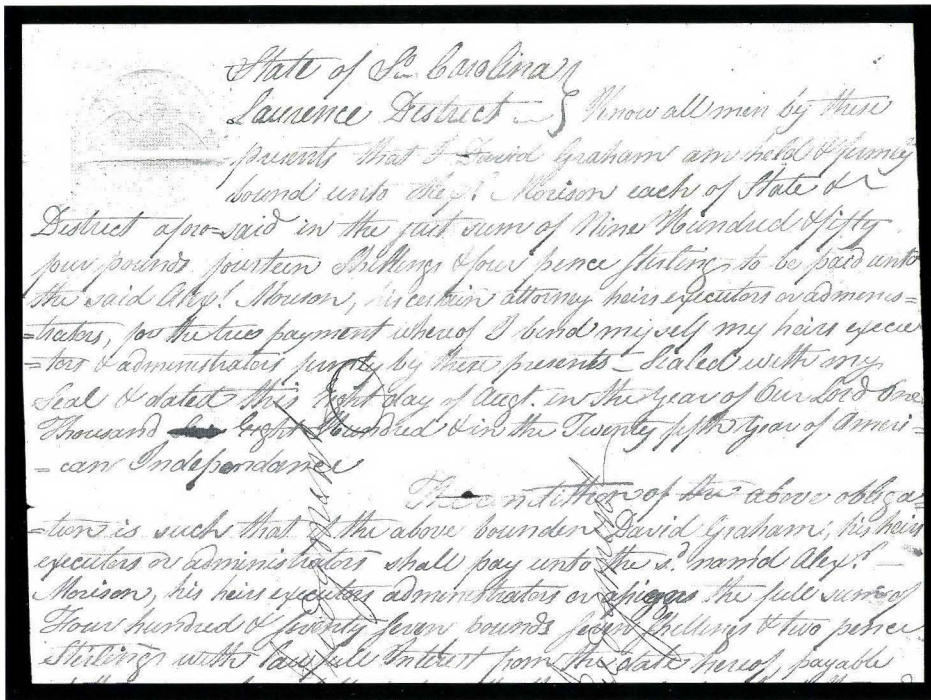 State of So Carolina }
Laurence District } Know all men by these
presents that I David Graham am held & firmly
bound unto Alexr. Morison each of State &
District afore=said in the just sum of Nine Hundred & fifty
four pounds fourteen Shillings & four pence Sterling to be paid unto
the said Alexr. Morison, his certain attorney heirs executors or adminis=
=trators, for the true payment whereof I bind myself my heirs execu
=tors & administrators firmly by these presents – Sealed with my
Seal & dated this Eight day of Augt. in the Year of Our Lord One
Thousand Eight Hundred & in the Twenty fifth Year of Ameri=
=can Independance
The condition of the above obliga
=tion is such that if the above bounden David Graham, his heirs
executors or administrators shall pay unto the sd. nam'd Alexr. –
Morison, his heirs executors administrators or assigns the full sum of
Four hundred & seventy seven pounds seven Shillings & two pence
Sterling with lawfull Interest from the date hereof, payable